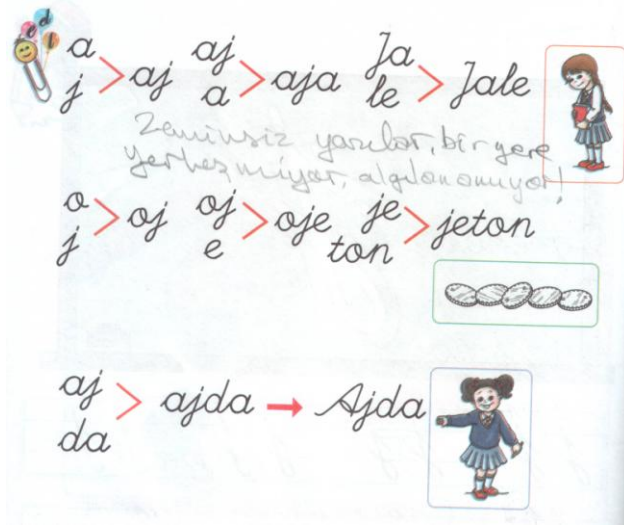 a aj Ja
j > aj a > aja le > Jale
Zeminsiz yazılar, bir yere
yerleşmiyor, algılanamıyor!
o oj je
j > oj e > oje ton > jeton
aj
da > ajda → Ajda